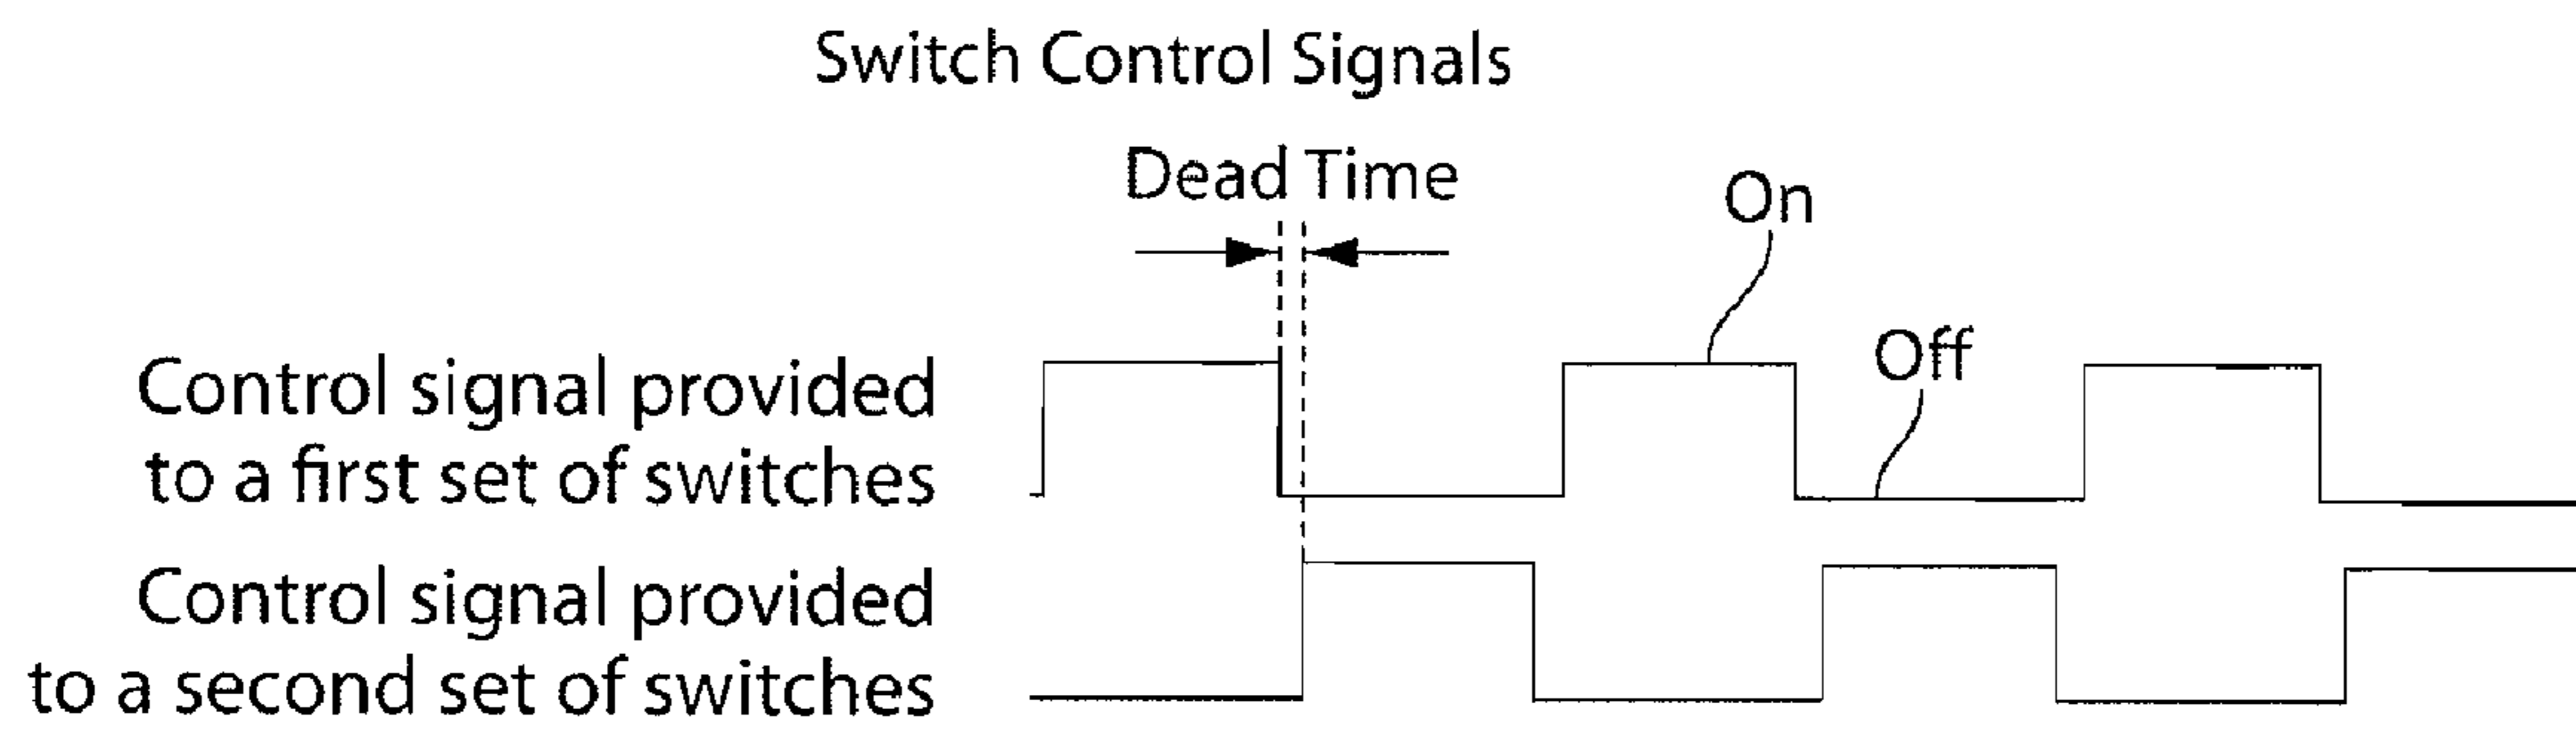 Switch Control Signals
Dead Time
On
Off
Control signal provided
to a first set of switches
Control signal provided
to a second set of switches